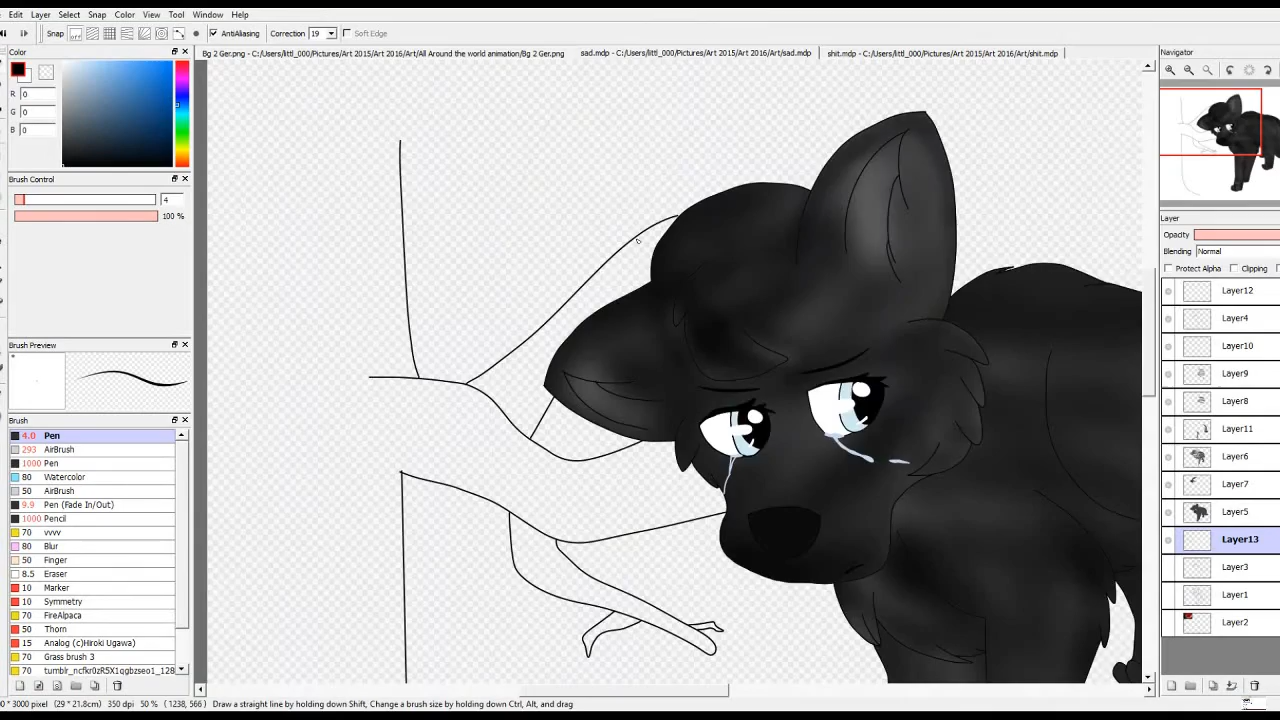 Edit Layer Select Snap Color View Tool Window Help
Snap off AntiAliasing Correction 19 Soft Edge
Color
Bg 2 Ger.png - C:/Users/littl_000/Pictures/Art 2015/Art 2016/Art/All Around the world animation/Bg 2 Ger.png
sad.mdp - C:/Users/littl_000/Pictures/Art 2015/Art 2016/Art/sad.mdp
shit.mdp - C:/Users/littl_000/Pictures/Art 2015/Art 2016/Art/shit.mdp
Navigator
R 0
G 0
B 0
Brush Control
4
100 %
Brush Preview
Brush
4.0 Pen
293 AirBrush
1000 Pen
80 Watercolor
50 AirBrush
9.9 Pen (Fade In/Out)
1000 Pencil
70 vvvv
80 Blur
50 Finger
8.5 Eraser
10 Marker
10 Symmetry
70 FireAlpaca
50 Thorn
15 Analog (c)Hiroki Ugawa)
70 Grass brush 3
70 tumblr_ncfkr0zR5X1qgbzseo1_128
Layer
Opacity
Blending Normal
Protect Alpha Clipping
Layer12
Layer4
Layer10
Layer9
Layer8
Layer11
Layer6
Layer7
Layer5
Layer13
Layer3
Layer1
Layer2
0 * 3000 pixel (29 * 21.8cm) 350 dpi 50 % ( 1238, 566 ) Draw a straight line by holding down Shift, Change a brush size by holding down Ctrl, Alt, and drag